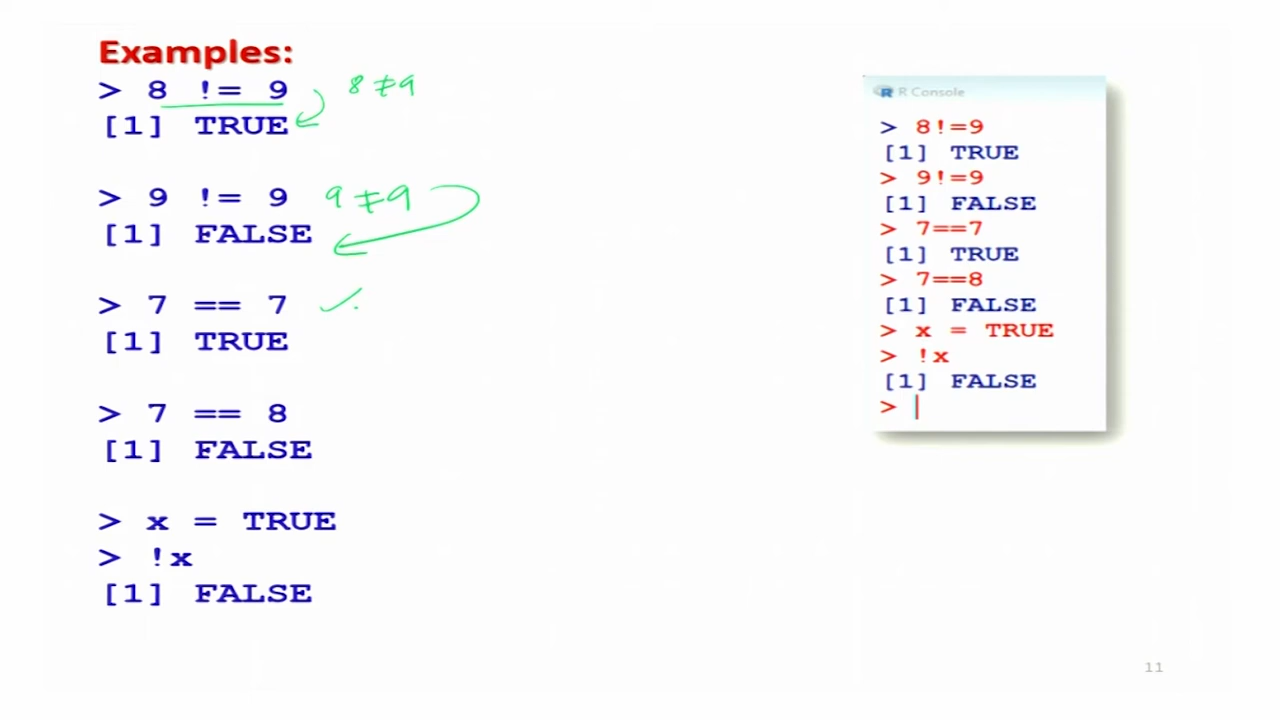 Examples:
> 8 != 9 8 ≠ 9
[1] TRUE
> 9 != 9 9 ≠ 9
[1] FALSE
> 7 == 7 ✓
[1] TRUE
> 7 == 8
[1] FALSE
> x = TRUE
> !x
[1] FALSE
R R Console
> 8!=9
[1] TRUE
> 9!=9
[1] FALSE
> 7==7
[1] TRUE
> 7==8
[1] FALSE
> x = TRUE
> !x
[1] FALSE
>
11